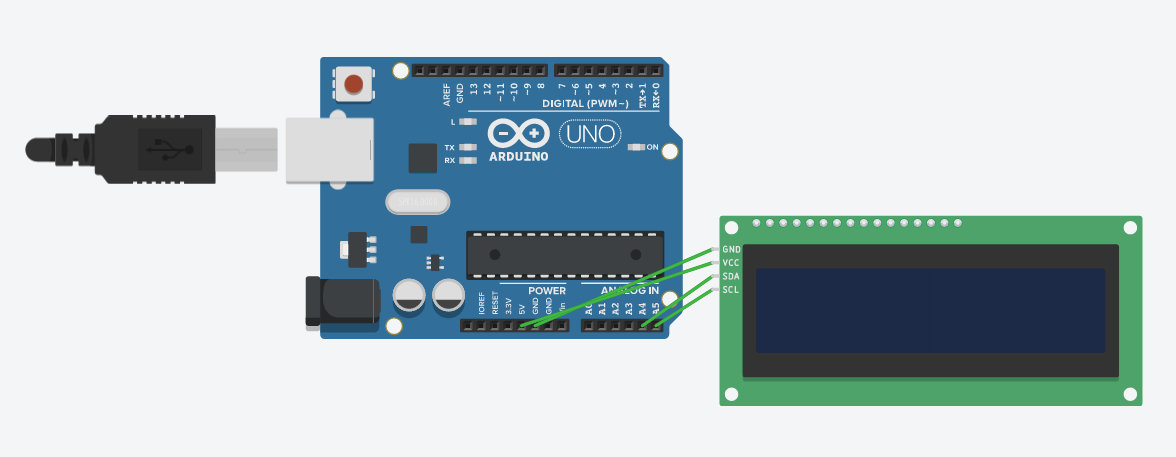 AREF
GND
13
12
~11
~10
~9
8
7
~6
~5
4
~3
2
TX→1
RX←0
DIGITAL (PWM~)
L
TX
RX
UNO
ARDUINO
ON
POWER
ANALOG IN
IOREF
RESET
3.3V
5V
GND
GND
Vin
A0
A1
A2
A3
A4
A5
GND
VCC
SDA
SCL